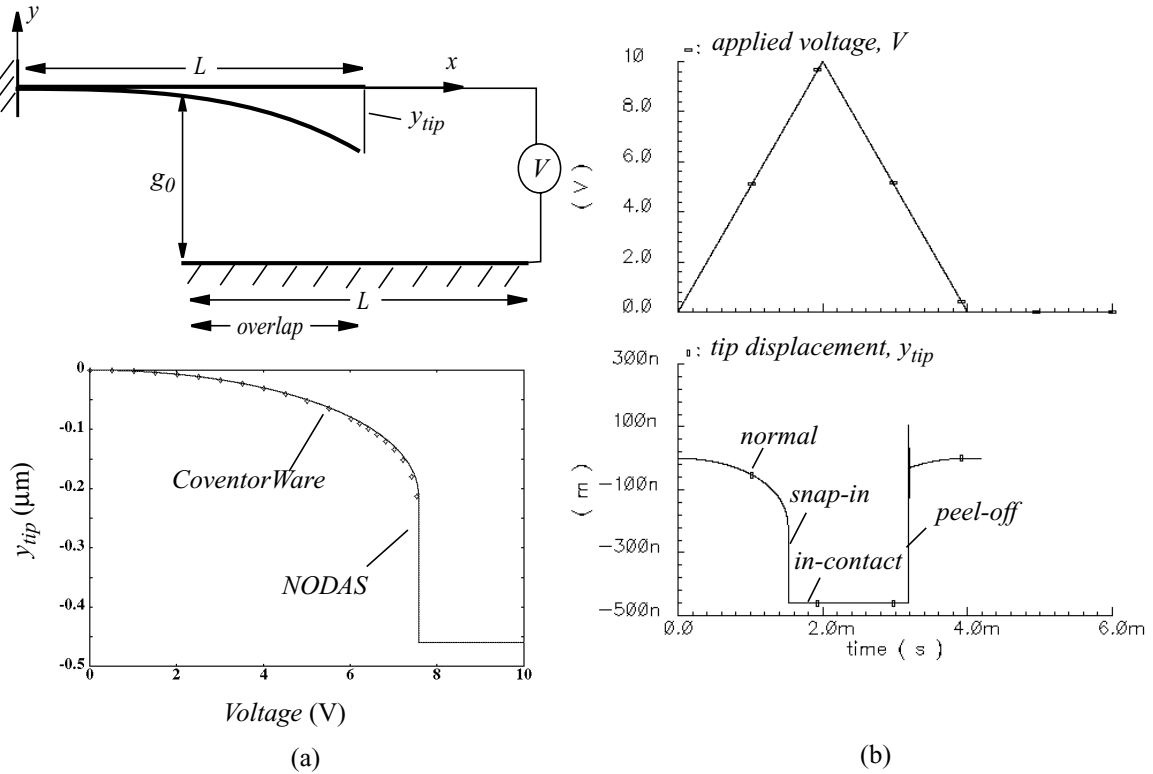 y
L
x
y_tip
g_0
V
L
overlap
0
-0.1
-0.2
-0.3
-0.4
-0.5
y_tip (μm)
CoventorWare
NODAS
0
2
4
6
8
10
Voltage (V)
(a)
: applied voltage, V
10
8.0
6.0
4.0
2.0
0.0
( V )
: tip displacement, y_tip
300n
100n
-100n
-300n
-500n
( m )
normal
snap-in
peel-off
in-contact
0.0
2.0m
4.0m
6.0m
time ( s )
(b)